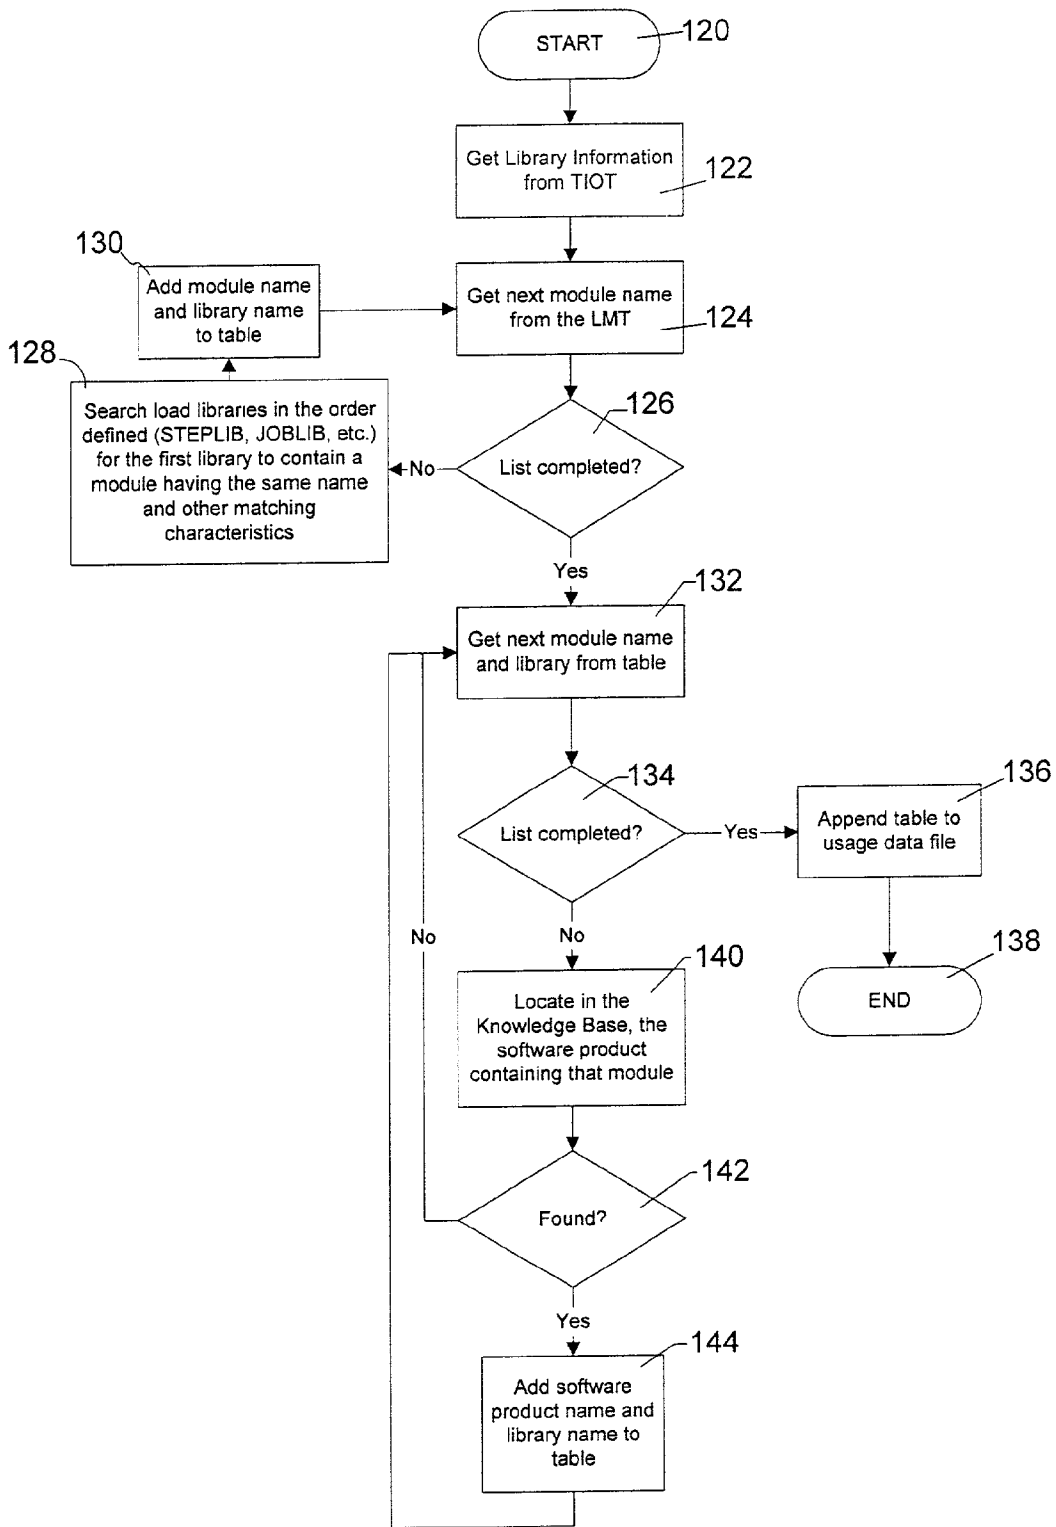 START
120
Get Library Information
from TIOT
122
130
Add module name
and library name
to table
Get next module name
from the LMT
124
128
Search load libraries in the order
defined (STEPLIB, JOBLIB, etc.)
for the first library to contain a
module having the same name
and other matching
characteristics
No
126
List completed?
Yes
132
Get next module name
and library from table
134
List completed?
Yes
136
Append table to
usage data file
No
No
138
END
140
Locate in the
Knowledge Base, the
software product
containing that module
142
Found?
Yes
144
Add software
product name and
library name to
table